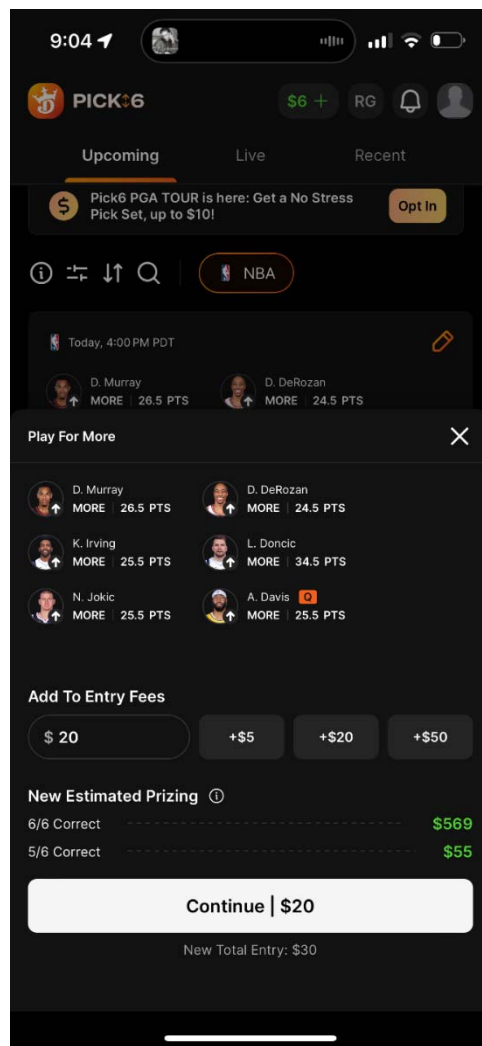 9:04
PICK6
$6 +
RG
Upcoming
Live
Recent
Pick6 PGA TOUR is here: Get a No Stress
Pick Set, up to $10!
Opt In
NBA
Today, 4:00 PM PDT
D. Murray
MORE | 26.5 PTS
D. DeRozan
MORE | 24.5 PTS
Play For More
D. Murray
MORE | 26.5 PTS
D. DeRozan
MORE | 24.5 PTS
K. Irving
MORE | 25.5 PTS
L. Doncic
MORE | 34.5 PTS
N. Jokic
MORE | 25.5 PTS
A. Davis Q
MORE | 25.5 PTS
Add To Entry Fees
$ 20
+$5
+$20
+$50
New Estimated Prizing
6/6 Correct
$569
5/6 Correct
$55
Continue | $20
New Total Entry: $30